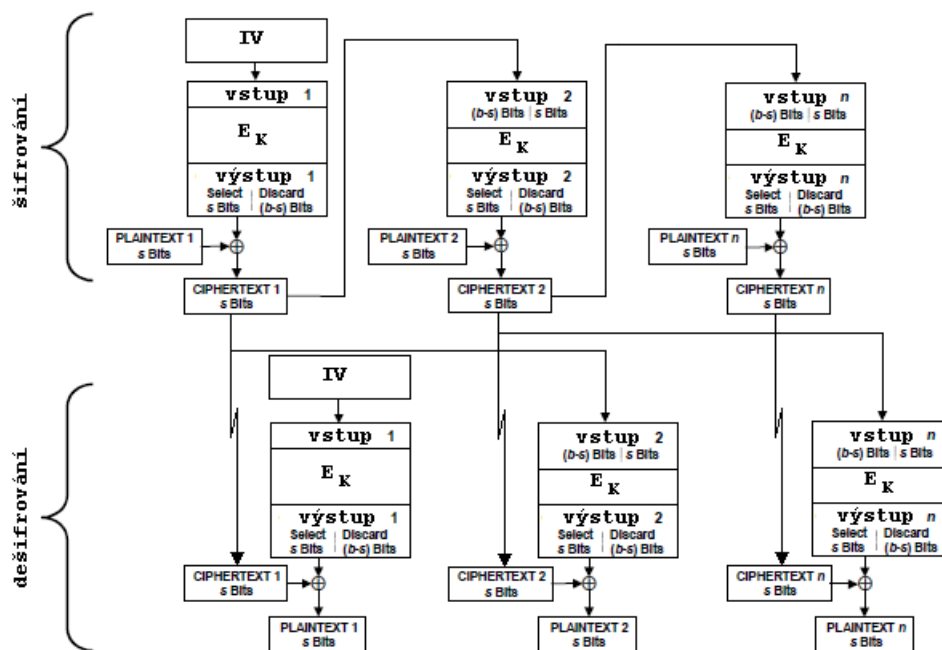 šifrování
IV
vstup 1
E K
výstup 1
Select | Discard
s Bits | (b-s) Bits
PLAINTEXT 1
s Bits
CIPHERTEXT 1
s Bits
vstup 2
(b-s) Bits | s Bits
E K
výstup 2
Select | Discard
s Bits | (b-s) Bits
PLAINTEXT 2
s Bits
CIPHERTEXT 2
s Bits
vstup n
(b-s) Bits | s Bits
E K
výstup n
Select | Discard
s Bits | (b-s) Bits
PLAINTEXT n
s Bits
CIPHERTEXT n
s Bits
dešifrování
IV
vstup 1
E K
výstup 1
Select | Discard
s Bits | (b-s) Bits
CIPHERTEXT 1
s Bits
PLAINTEXT 1
s Bits
vstup 2
(b-s) Bits | s Bits
E K
výstup 2
Select | Discard
s Bits | (b-s) Bits
CIPHERTEXT 2
s Bits
PLAINTEXT 2
s Bits
vstup n
(b-s) Bits | s Bits
E K
výstup n
Select | Discard
s Bits | (b-s) Bits
CIPHERTEXT n
s Bits
PLAINTEXT n
s Bits